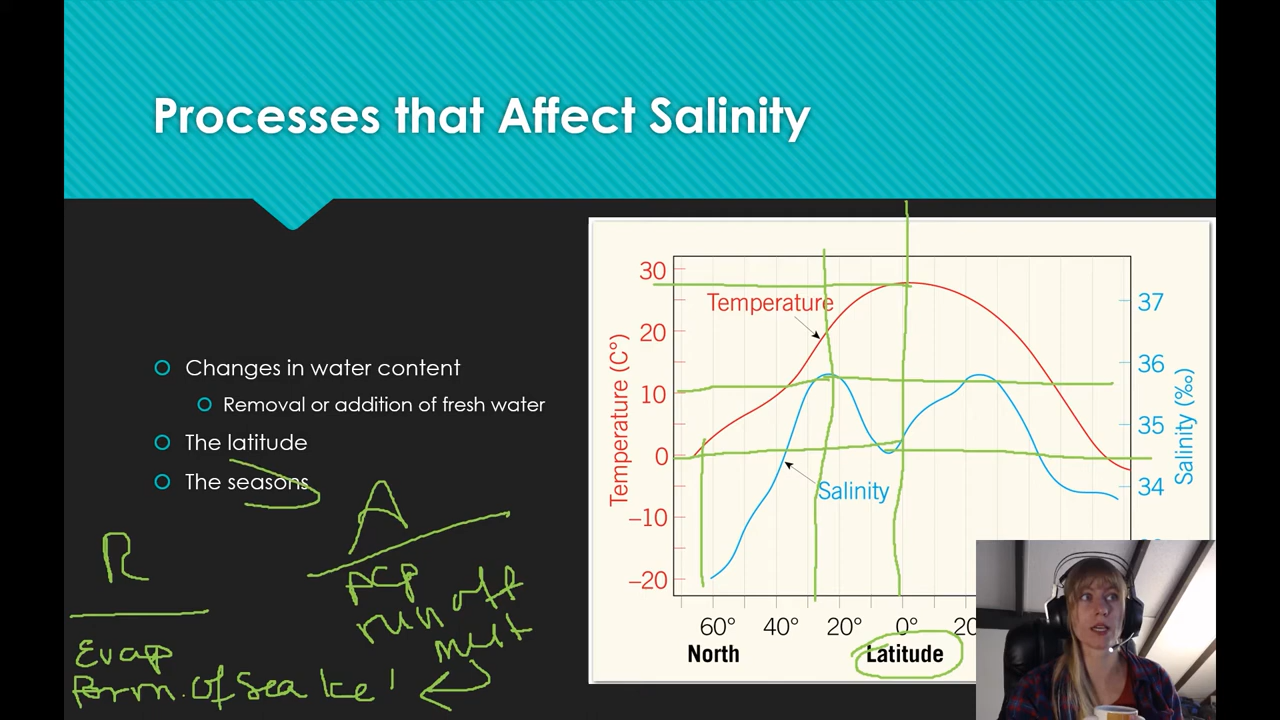 Processes that Affect Salinity
Changes in water content
Removal or addition of fresh water
The latitude
The seasons
R
Evap
Form. of sea Ice
A
PCP
run off
melt
30
20
10
0
−10
−20
Temperature (C°)
Temperature
Salinity
37
36
35
34
Salinity (‰)
60° 40° 20° 0° 20
North Latitude